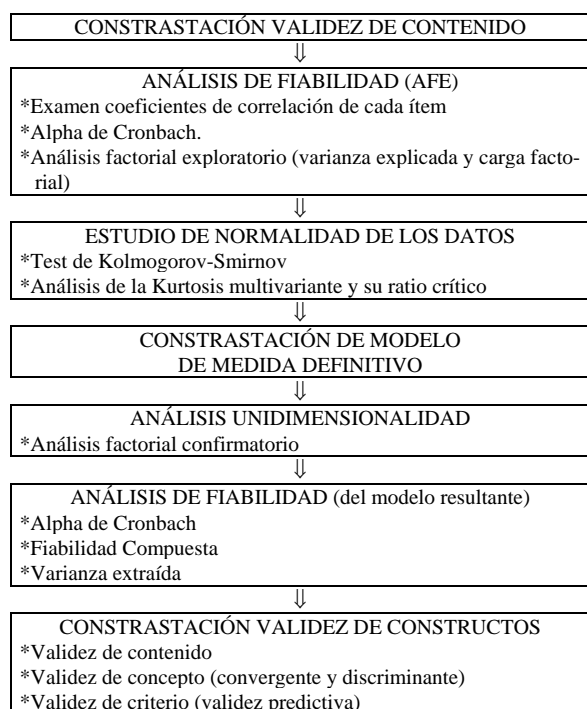 CONSTRASTACIÓN VALIDEZ DE CONTENIDO
⇓
ANÁLISIS DE FIABILIDAD (AFE)
*Examen coeficientes de correlación de cada ítem
*Alpha de Cronbach.
*Análisis factorial exploratorio (varianza explicada y carga facto-
rial)
⇓
ESTUDIO DE NORMALIDAD DE LOS DATOS
*Test de Kolmogorov-Smirnov
*Análisis de la Kurtosis multivariante y su ratio crítico
⇓
CONSTRASTACIÓN DE MODELO
DE MEDIDA DEFINITIVO
⇓
ANÁLISIS UNIDIMENSIONALIDAD
*Análisis factorial confirmatorio
⇓
ANÁLISIS DE FIABILIDAD (del modelo resultante)
*Alpha de Cronbach
*Fiabilidad Compuesta
*Varianza extraída
⇓
CONSTRASTACIÓN VALIDEZ DE CONSTRUCTOS
*Validez de contenido
*Validez de concepto (convergente y discriminante)
*Validez de criterio (validez predictiva)